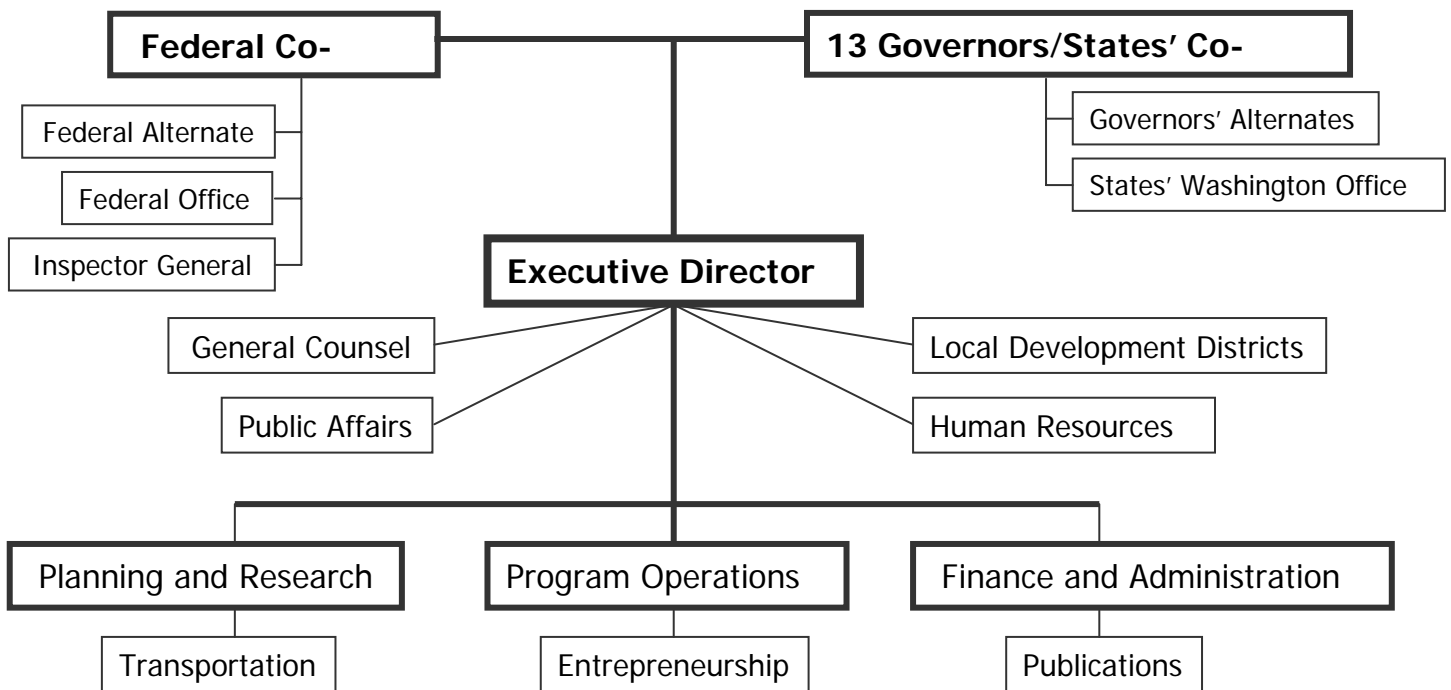 Federal Co-
13 Governors/States' Co-
Federal Alternate
Federal Office
Inspector General
Governors' Alternates
States' Washington Office
Executive Director
General Counsel
Public Affairs
Local Development Districts
Human Resources
Planning and Research
Program Operations
Finance and Administration
Transportation
Entrepreneurship
Publications